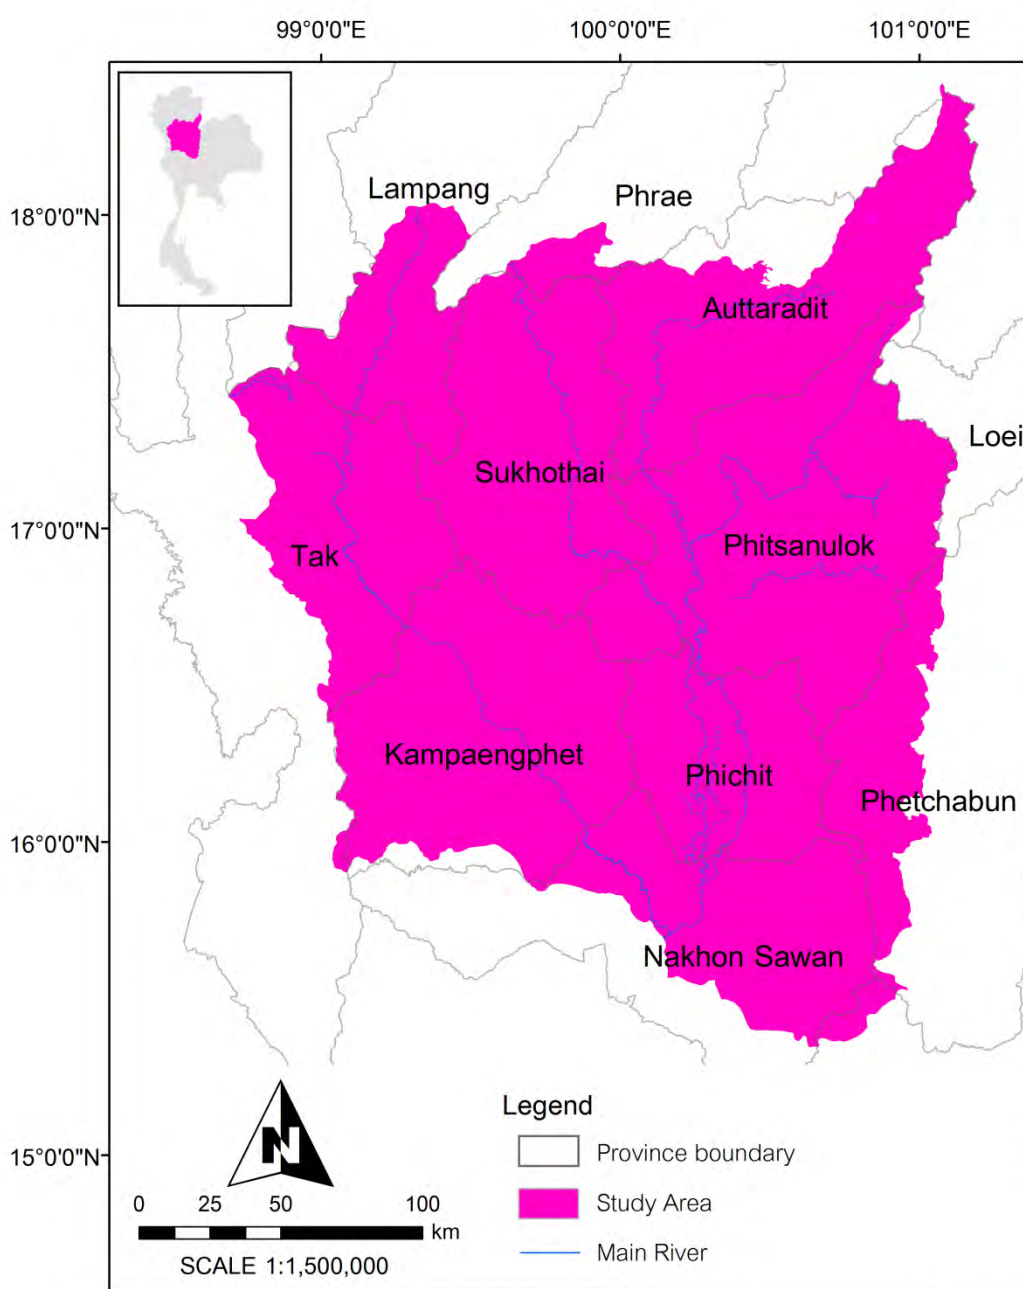 99°0'0"E 100°0'0"E 101°0'0"E
Lampang
Phrae
18°0'0"N
Auttaradit
Loei
Sukhothai
17°0'0"N
Phitsanulok
Tak
Kampaengphet
Phichit
Phetchabun
16°0'0"N
Nakhon Sawan
Legend
N
Province boundary
15°0'0"N
0 25 50 100
km
Study Area
Main River
SCALE 1:1,500,000